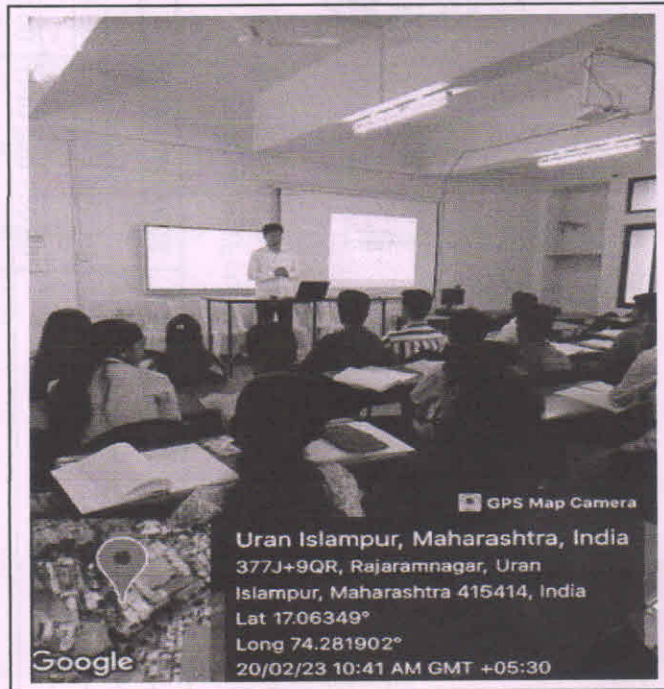 GPS Map Camera
Uran Islampur, Maharashtra, India
377J+9QR, Rajaramnagar, Uran
Islampur, Maharashtra 415414, India
Lat 17.06349°
Long 74.281902°
20/02/23 10:41 AM GMT +05:30
Google